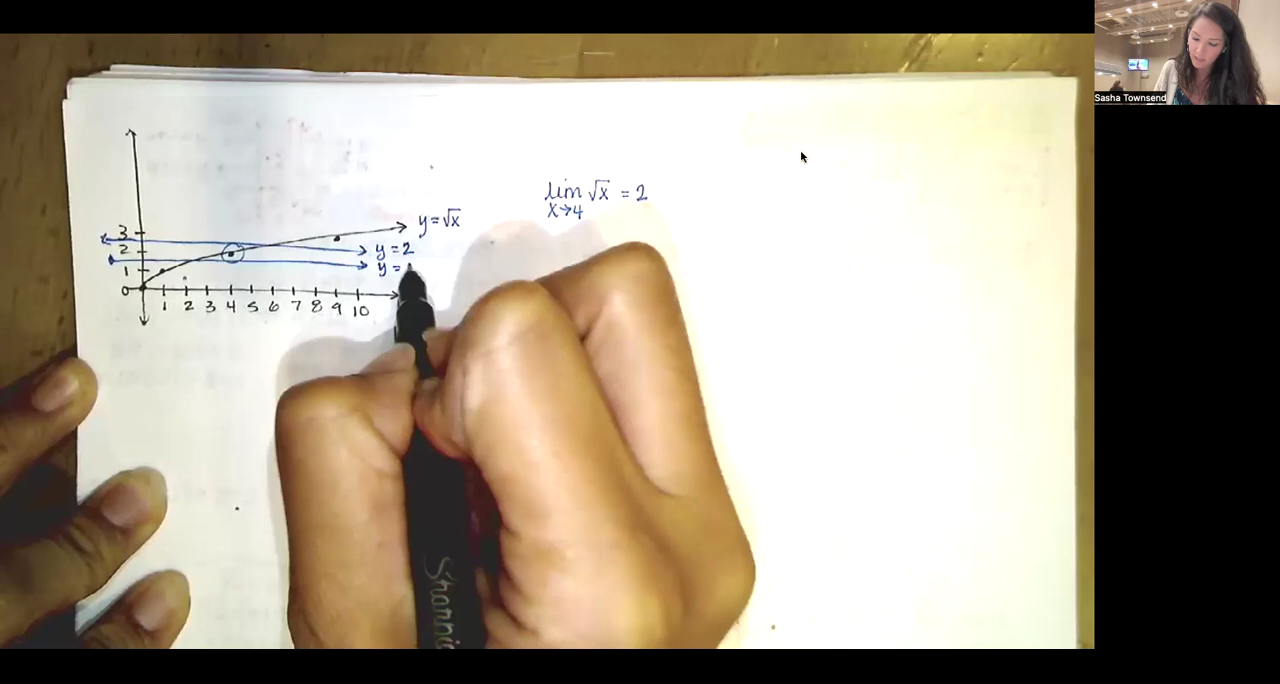 Sasha Townsend
lim √x = 2
x→4
y=√x
3
2
1
0
y = 2
y =
1 2 3 4 5 6 7 8 9 10